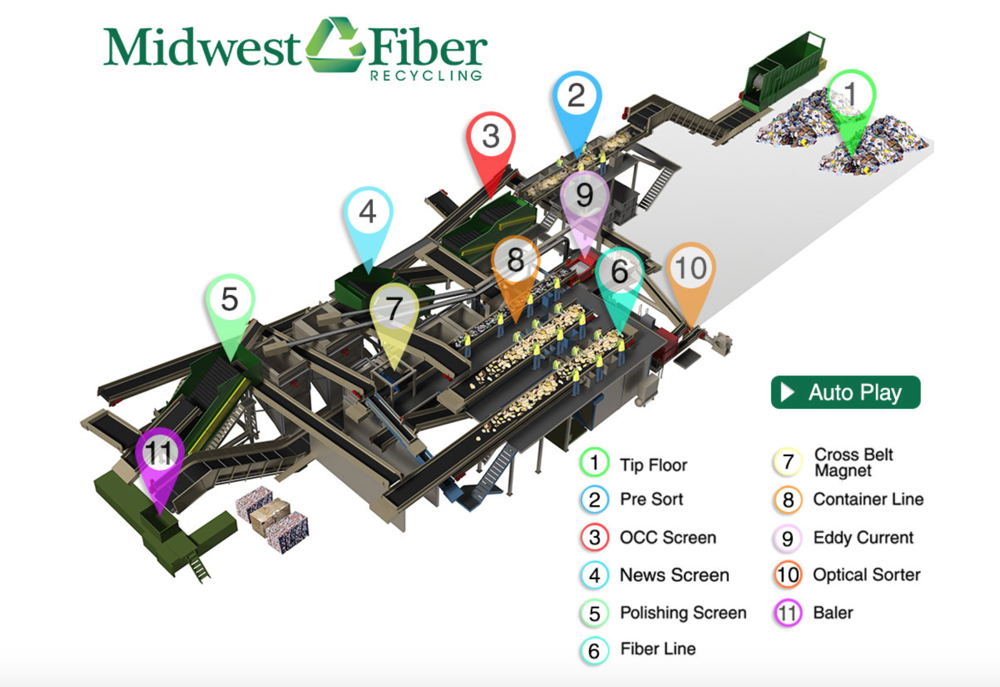 Midwest Fiber
RECYCLING
1
2
3
4
9
8
6
10
5
7
11
Auto Play
1 Tip Floor
2 Pre Sort
3 OCC Screen
4 News Screen
5 Polishing Screen
6 Fiber Line
7 Cross Belt
Magnet
8 Container Line
9 Eddy Current
10 Optical Sorter
11 Baler